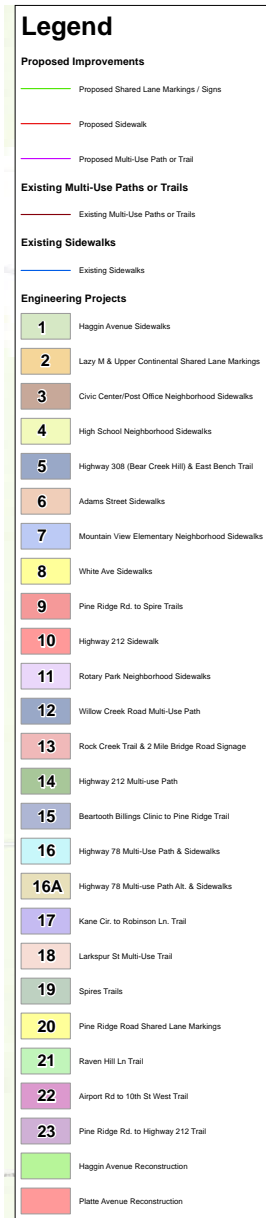 Legend
Proposed Improvements
Proposed Shared Lane Markings / Signs
Proposed Sidewalk
Proposed Multi-Use Path or Trail
Existing Multi-Use Paths or Trails
Existing Multi-Use Paths or Trails
Existing Sidewalks
Existing Sidewalks
Engineering Projects
1 Haggin Avenue Sidewalks
2 Lazy M & Upper Continental Shared Lane Markings
3 Civic Center/Post Office Neighborhood Sidewalks
4 High School Neighborhood Sidewalks
5 Highway 308 (Bear Creek Hill) & East Bench Trail
6 Adams Street Sidewalks
7 Mountain View Elementary Neighborhood Sidewalks
8 White Ave Sidewalks
9 Pine Ridge Rd. to Spire Trails
10 Highway 212 Sidewalk
11 Rotary Park Neighborhood Sidewalks
12 Willow Creek Road Multi-Use Path
13 Rock Creek Trail & 2 Mile Bridge Road Signage
14 Highway 212 Multi-use Path
15 Beartooth Billings Clinic to Pine Ridge Trail
16 Highway 78 Multi-Use Path & Sidewalks
16A Highway 78 Multi-use Path Alt. & Sidewalks
17 Kane Cir. to Robinson Ln. Trail
18 Larkspur St Multi-Use Trail
19 Spires Trails
20 Pine Ridge Road Shared Lane Markings
21 Raven Hill Ln Trail
22 Airport Rd to 10th St West Trail
23 Pine Ridge Rd. to Highway 212 Trail
Haggin Avenue Reconstruction
Platte Avenue Reconstruction